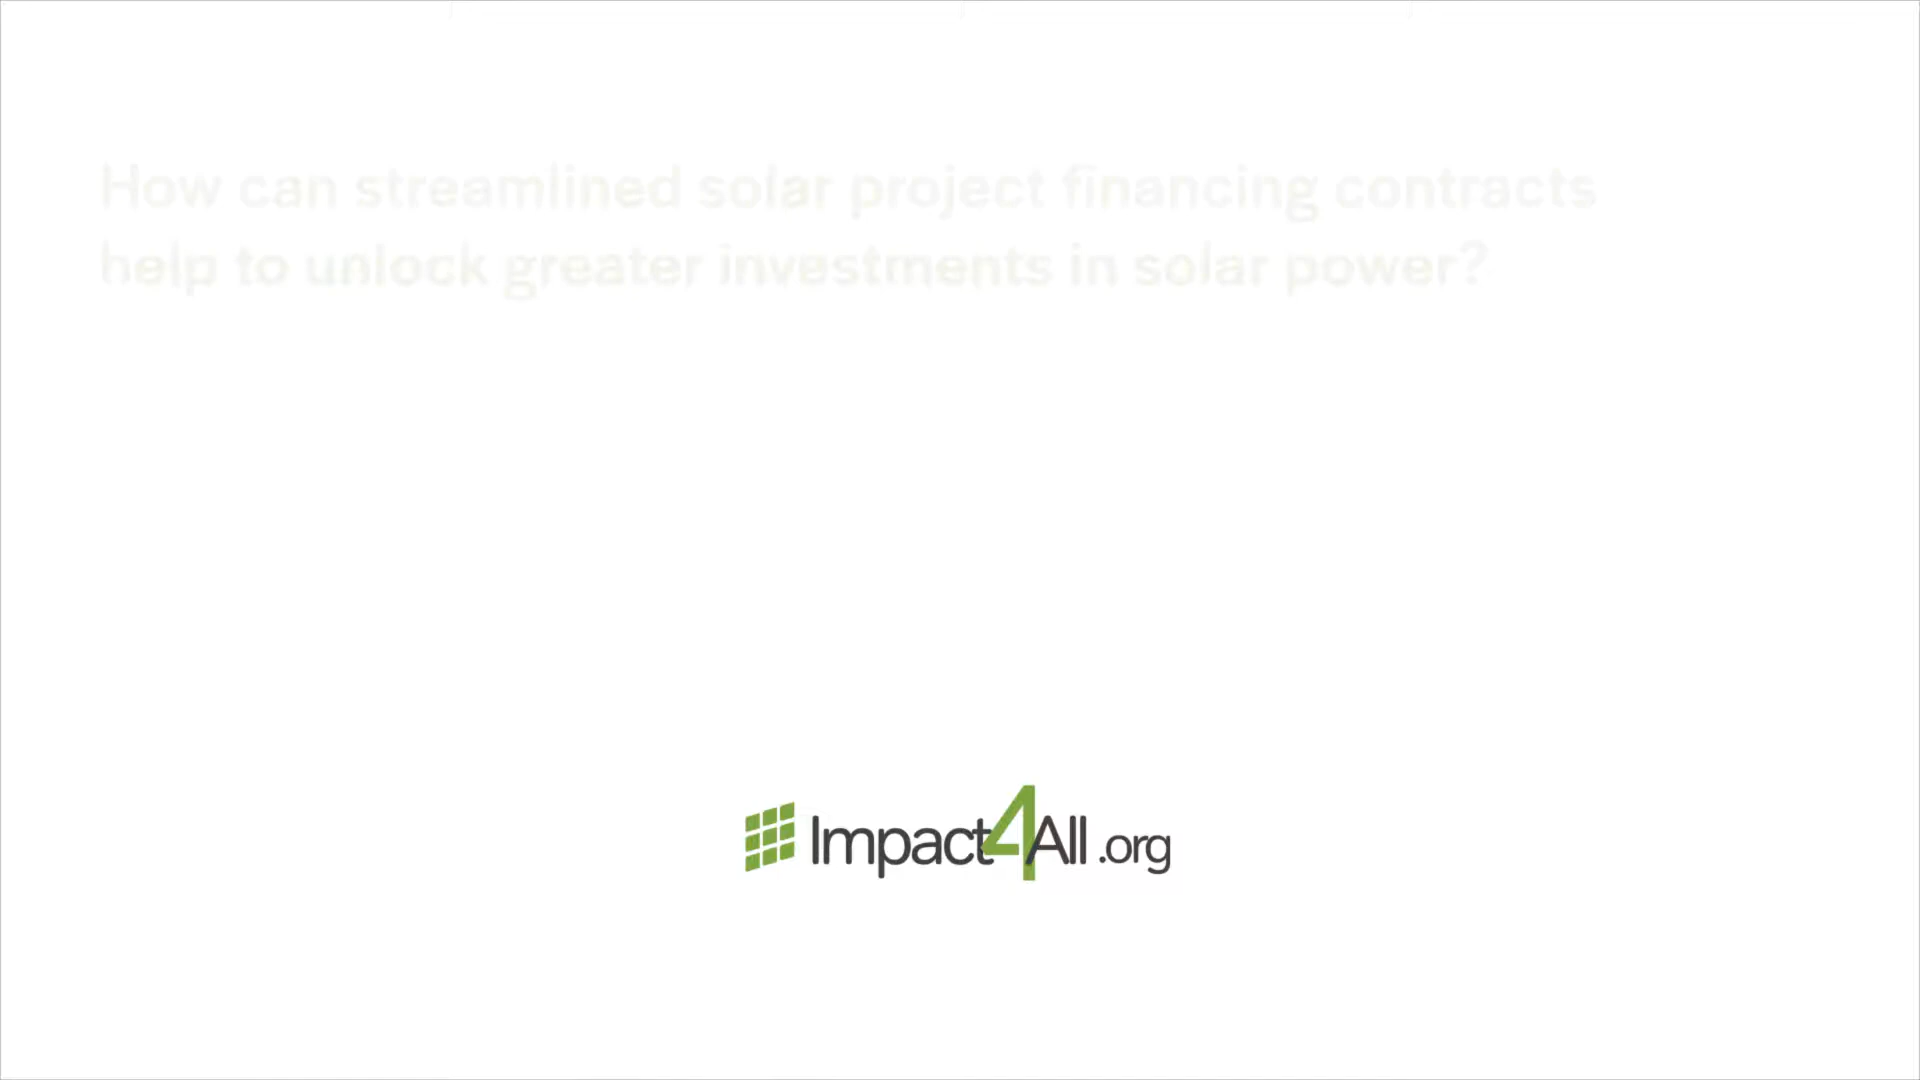 How can streamlined solar project financing contracts
help to unlock greater investments in solar power?
Impact4All.org